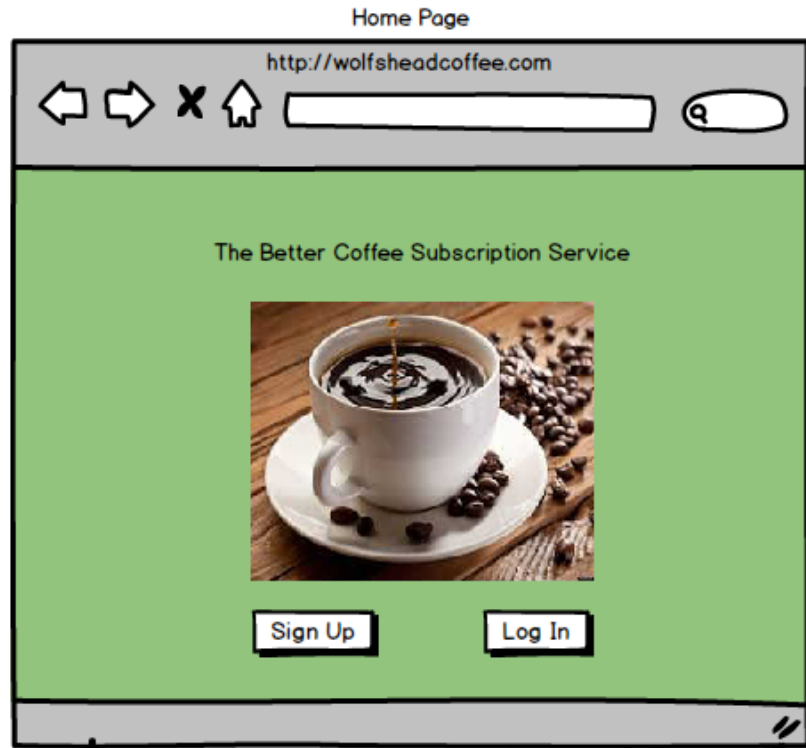 Home Page
http://wolfsheadcoffee.com
The Better Coffee Subscription Service
Sign Up
Log In